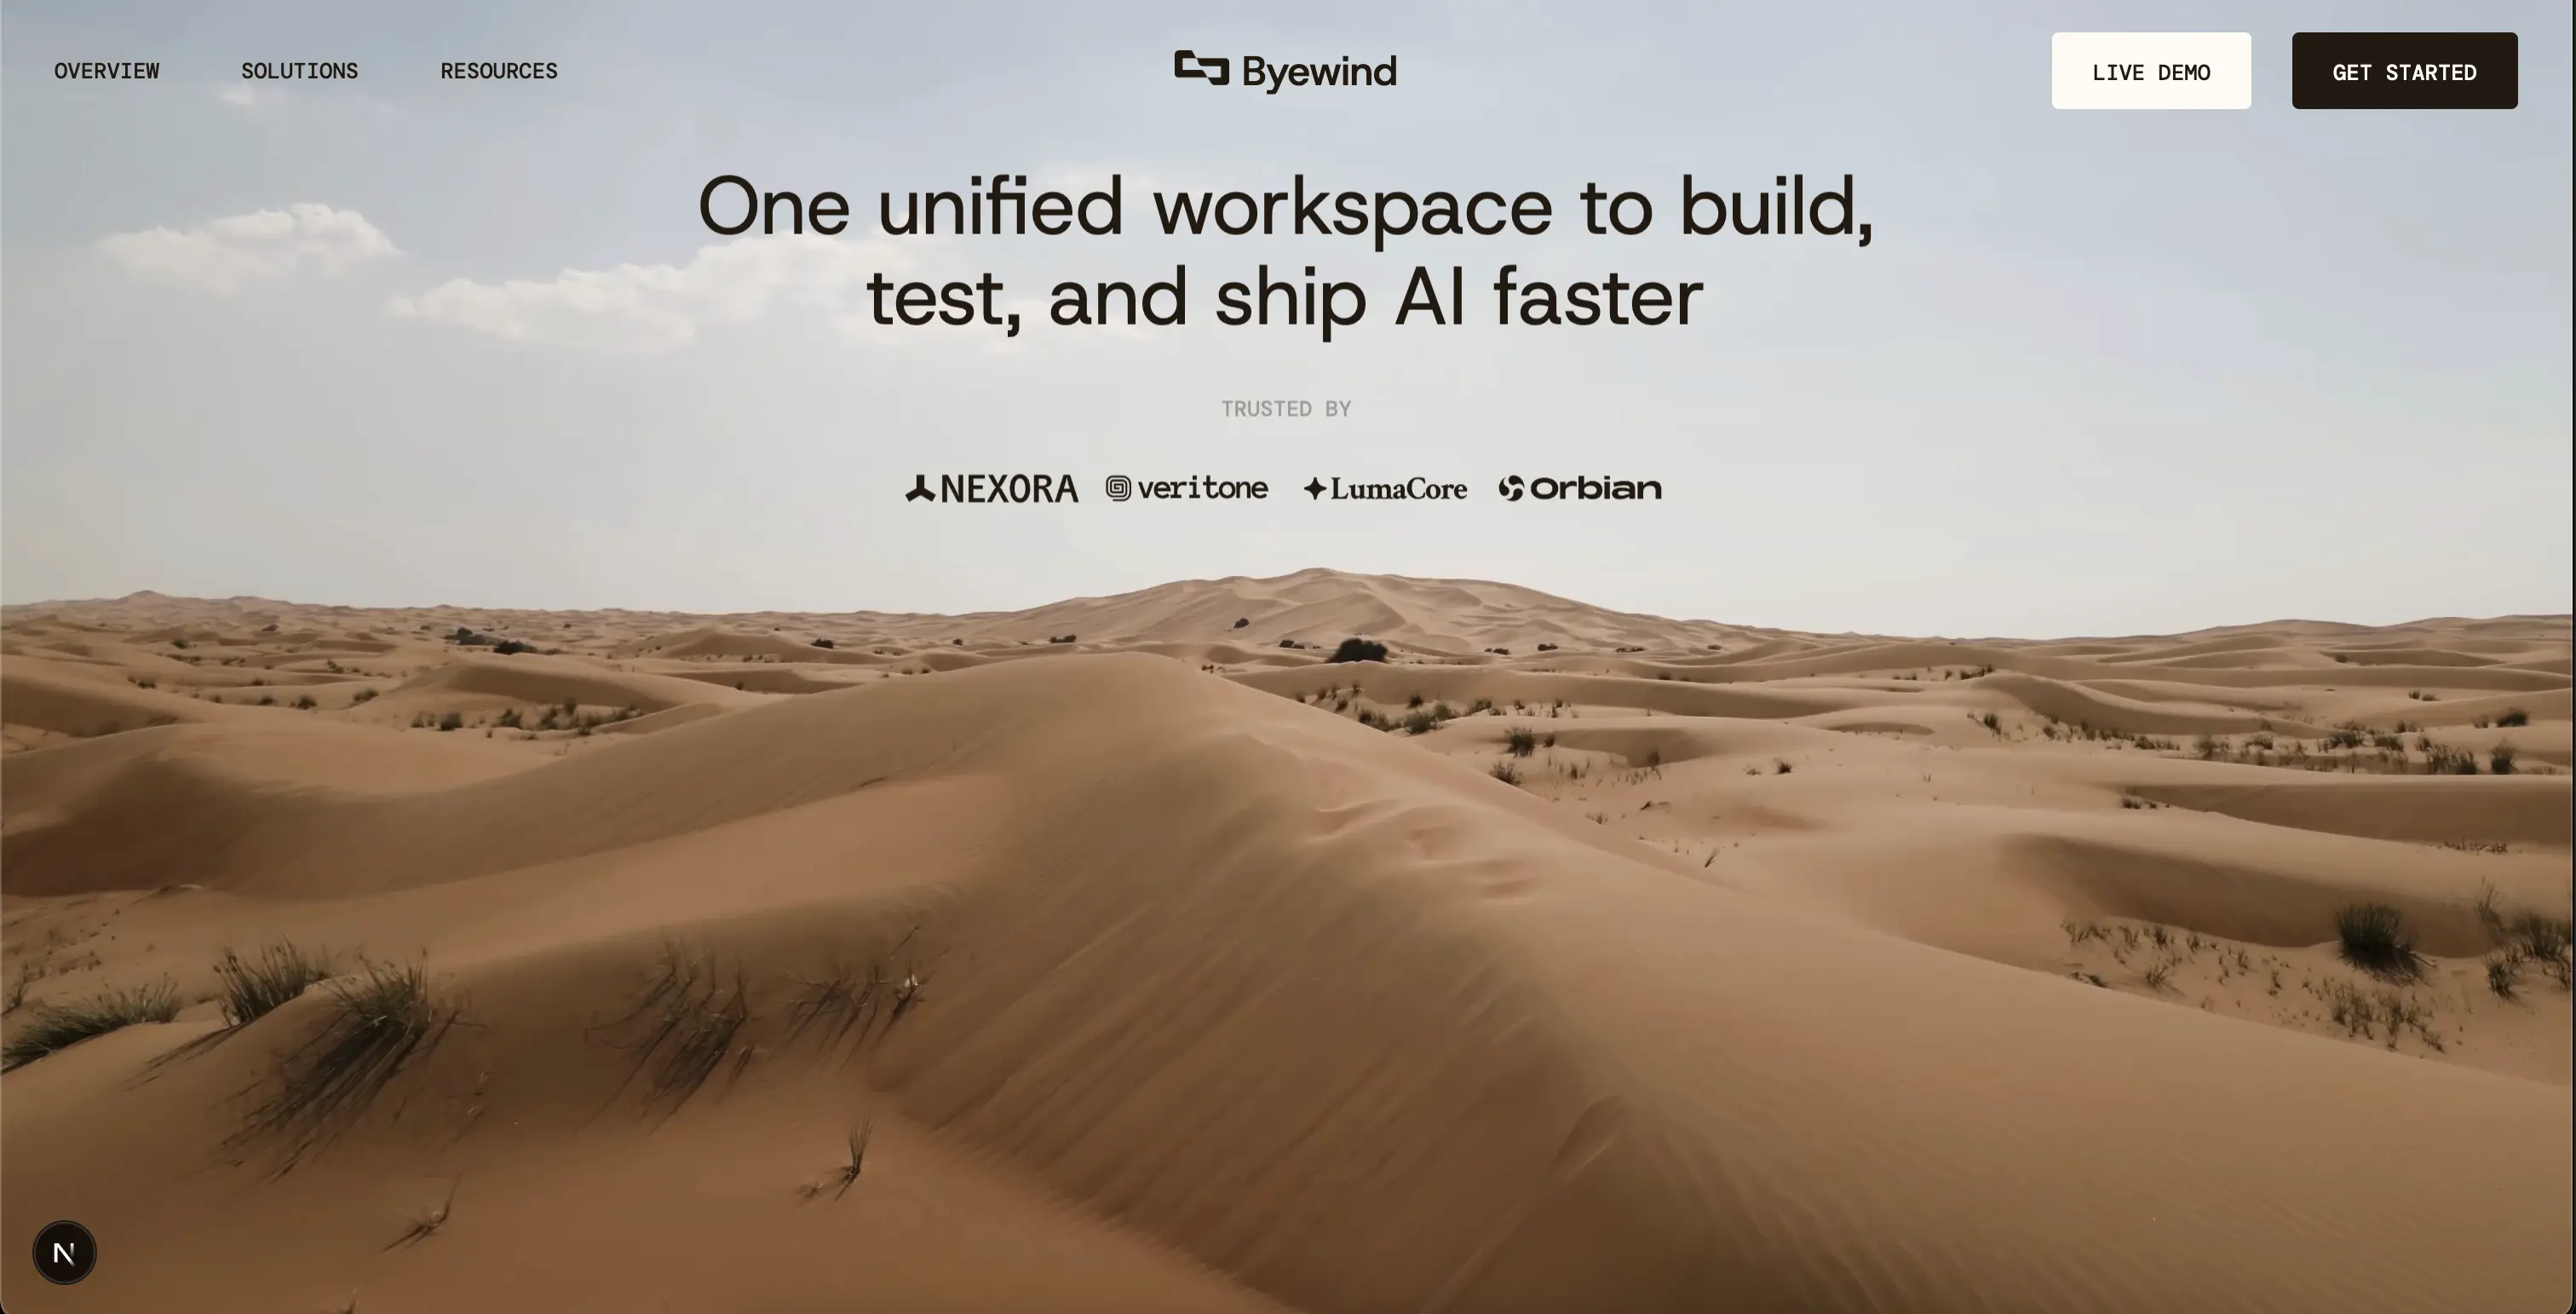 OVERVIEW SOLUTIONS RESOURCES Byewind LIVE DEMO GET STARTED
One unified workspace to build,
test, and ship AI faster
TRUSTED BY
NEXORA veritone LumaCore Orbian
N